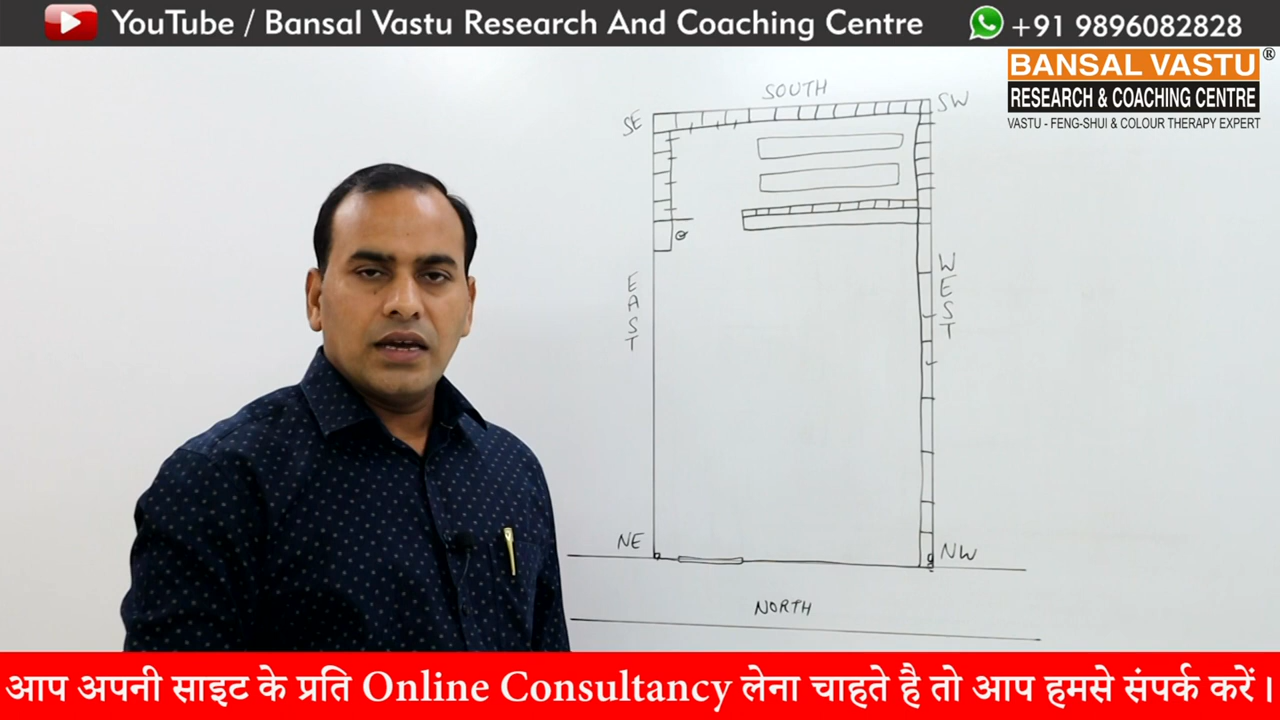 YouTube / Bansal Vastu Research And Coaching Centre
+91 9896082828
BANSAL VASTU®
RESEARCH & COACHING CENTRE
VASTU - FENG-SHUI & COLOUR THERAPY EXPERT
SOUTH
SE
SW
EAST
WEST
NE
NW
NORTH
आप अपनी साइट के प्रति Online Consultancy लेना चाहते है तो आप हमसे संपर्क करें।